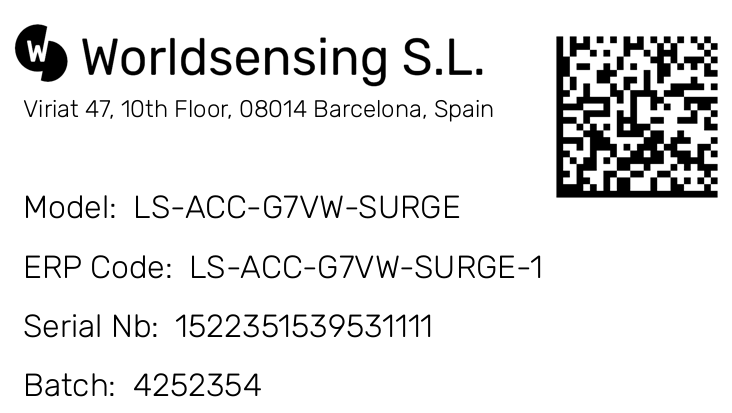 W Worldsensing S.L.
Viriat 47, 10th Floor, 08014 Barcelona, Spain
Model: LS-ACC-G7VW-SURGE
ERP Code: LS-ACC-G7VW-SURGE-1
Serial Nb: 1522351539531111
Batch: 4252354